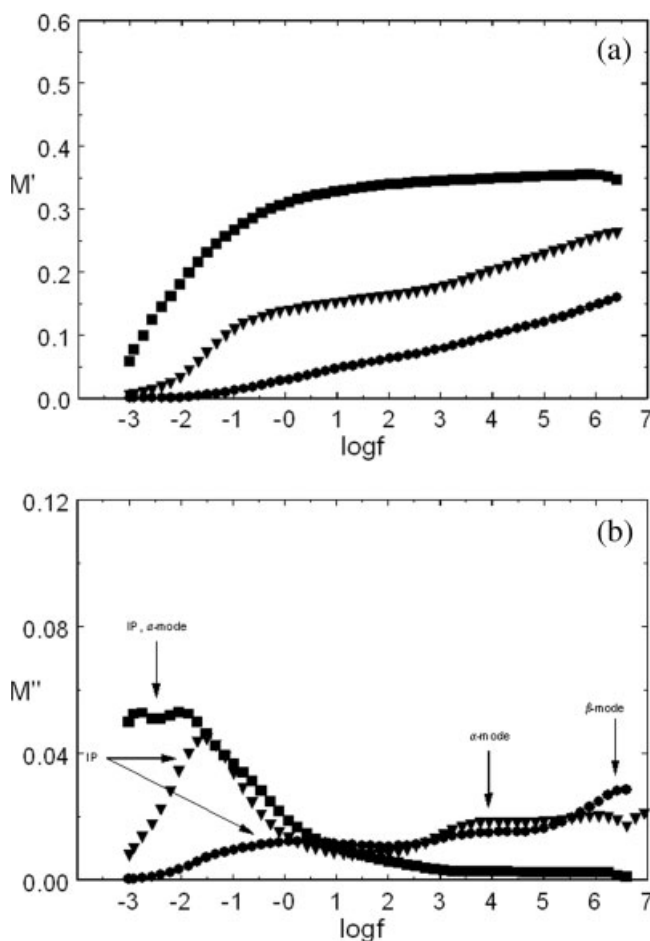 0.6
(a)
0.5
0.4
M'
0.3
0.2
0.1
0.0
-3 -2 -1 -0 1 2 3 4 5 6 7
logf
0.12
(b)
0.08
IP, α-mode
M''
β-mode
α-mode
0.04
IP
0.00
-3 -2 -1 -0 1 2 3 4 5 6 7
logf